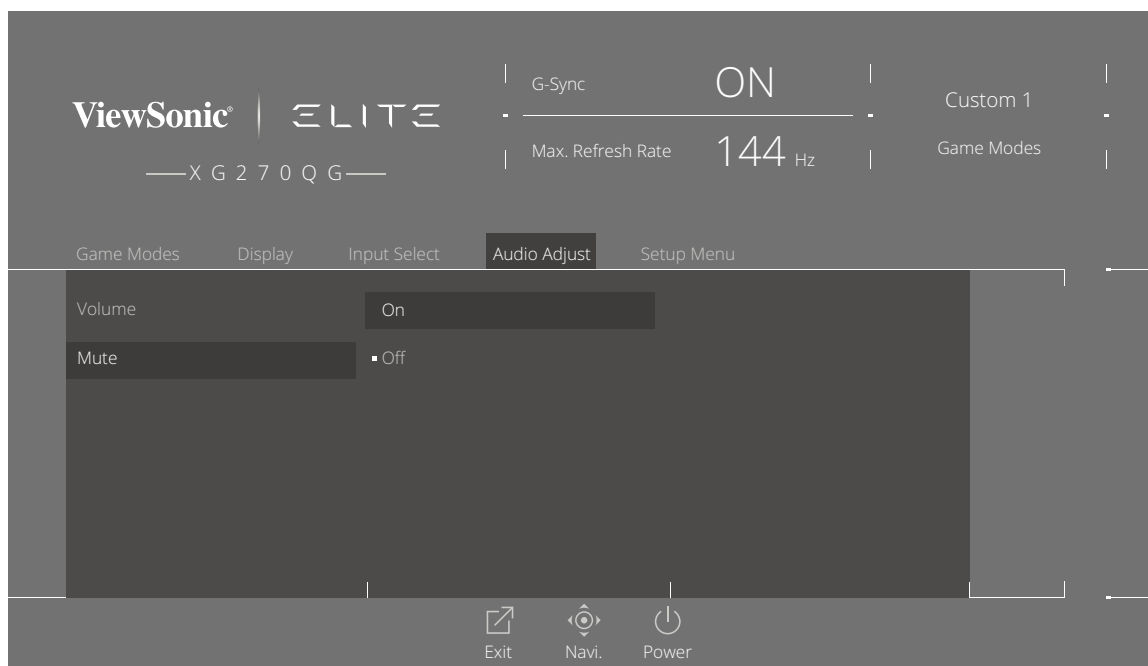 ViewSonic® ELITE
XG270QG
G-Sync ON
Max. Refresh Rate 144 Hz
Custom 1
Game Modes
Game Modes Display Input Select Audio Adjust Setup Menu
Volume On
Mute Off
Exit Navi. Power